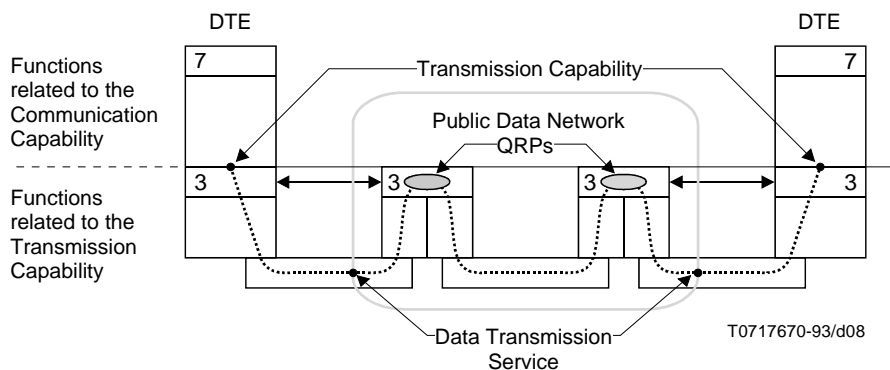 DTE
DTE
7
7
Functions
related to the
Communication
Capability
Transmission Capability
Public Data Network
QRPs
3
3
3
3
Functions
related to the
Transmission
Capability
Data Transmission
Service
T0717670-93/d08